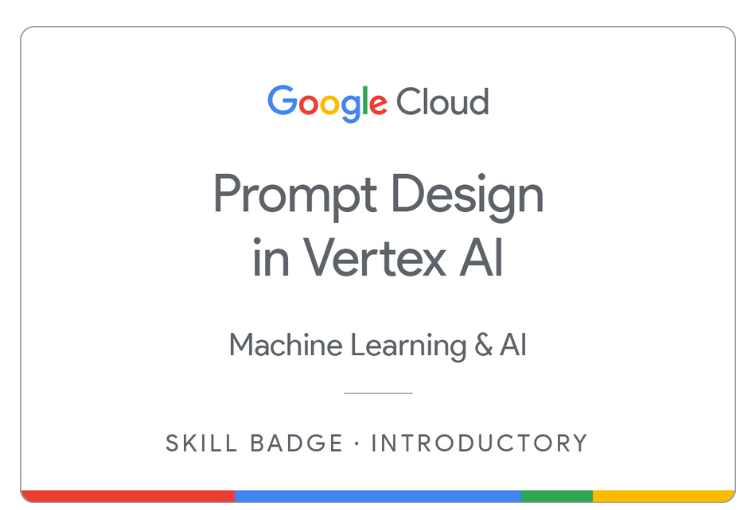 Google Cloud
Prompt Design
in Vertex AI
Machine Learning & AI
SKILL BADGE · INTRODUCTORY